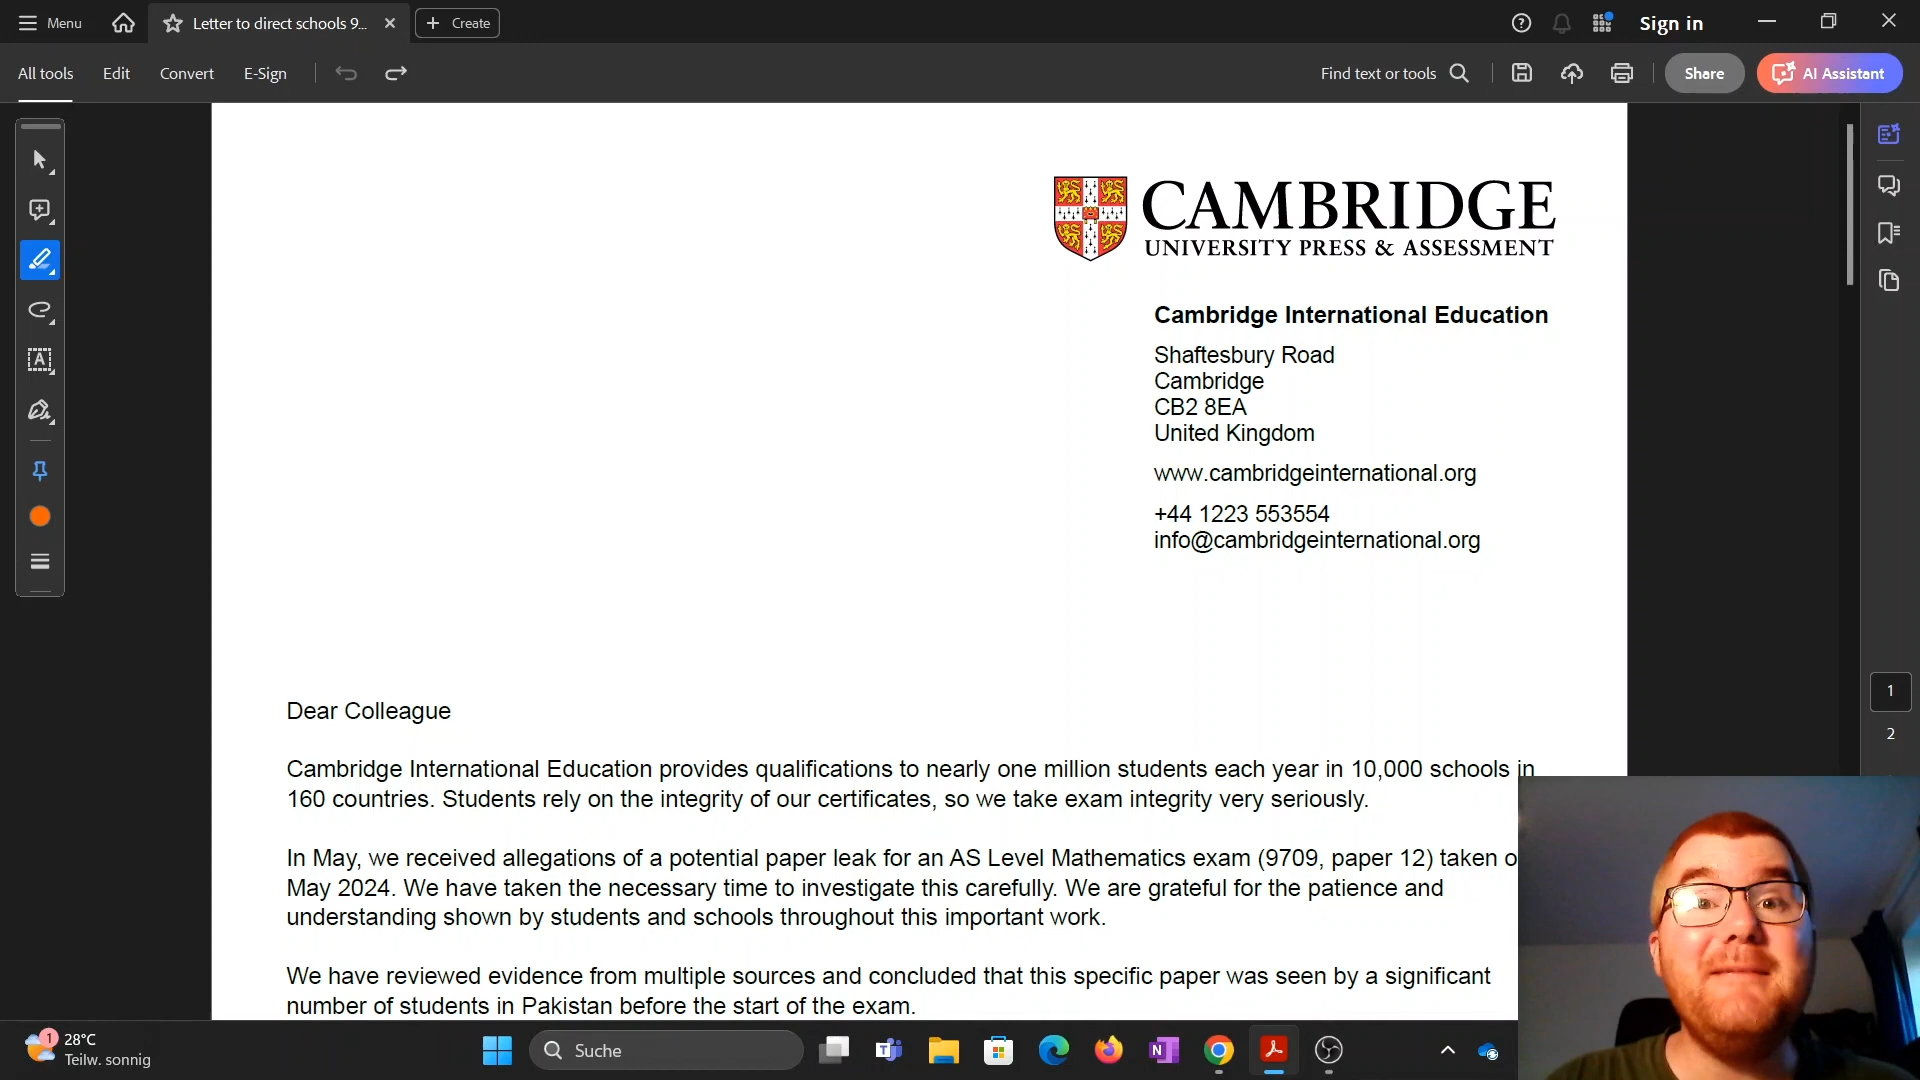 Menu
Letter to direct schools 9...
Create
Sign in
All tools
Edit
Convert
E-Sign
Find text or tools
Share
AI Assistant
CAMBRIDGE
UNIVERSITY PRESS & ASSESSMENT
Cambridge International Education
Shaftesbury Road
Cambridge
CB2 8EA
United Kingdom
www.cambridgeinternational.org
+44 1223 553554
info@cambridgeinternational.org
1
2
Dear Colleague
Cambridge International Education provides qualifications to nearly one million students each year in 10,000 schools in
160 countries. Students rely on the integrity of our certificates, so we take exam integrity very seriously.
In May, we received allegations of a potential paper leak for an AS Level Mathematics exam (9709, paper 12) taken o
May 2024. We have taken the necessary time to investigate this carefully. We are grateful for the patience and
understanding shown by students and schools throughout this important work.
We have reviewed evidence from multiple sources and concluded that this specific paper was seen by a significant
number of students in Pakistan before the start of the exam.
1
28°C
Teilw. sonnig
Suche